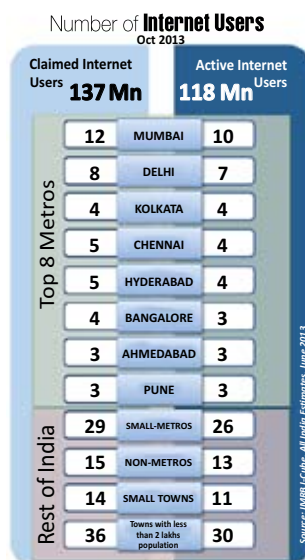 Number of Internet Users
Oct 2013
Claimed Internet Users 137 Mn
Active Internet Users 118 Mn
Top 8 Metros
12 MUMBAI 10
8 DELHI 7
4 KOLKATA 4
5 CHENNAI 4
5 HYDERABAD 4
4 BANGALORE 3
3 AHMEDABAD 3
3 PUNE 3
Rest of India
29 SMALL-METROS 26
15 NON-METROS 13
14 SMALL TOWNS 11
36 Towns with less than 2 lakhs population 30
Source: IMRB I-Cube, All India Estimates, June 2013